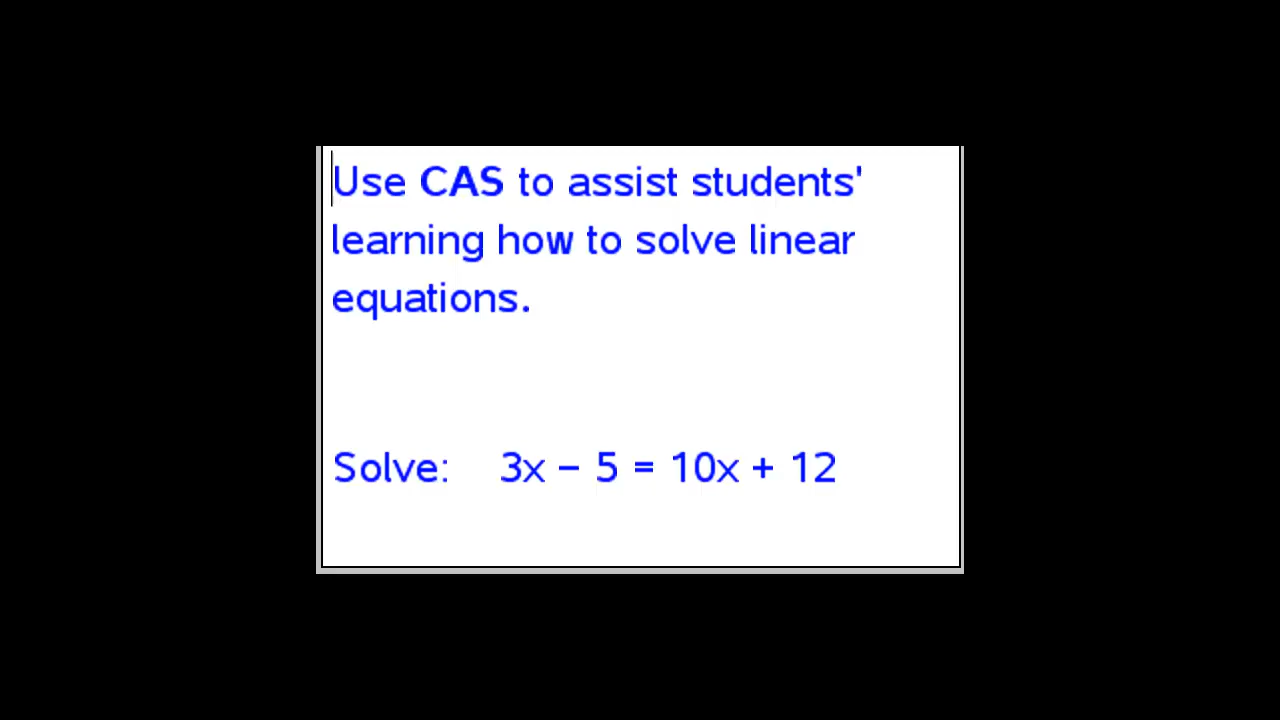 Use CAS to assist students'
learning how to solve linear
equations.
Solve: 3x − 5 = 10x + 12